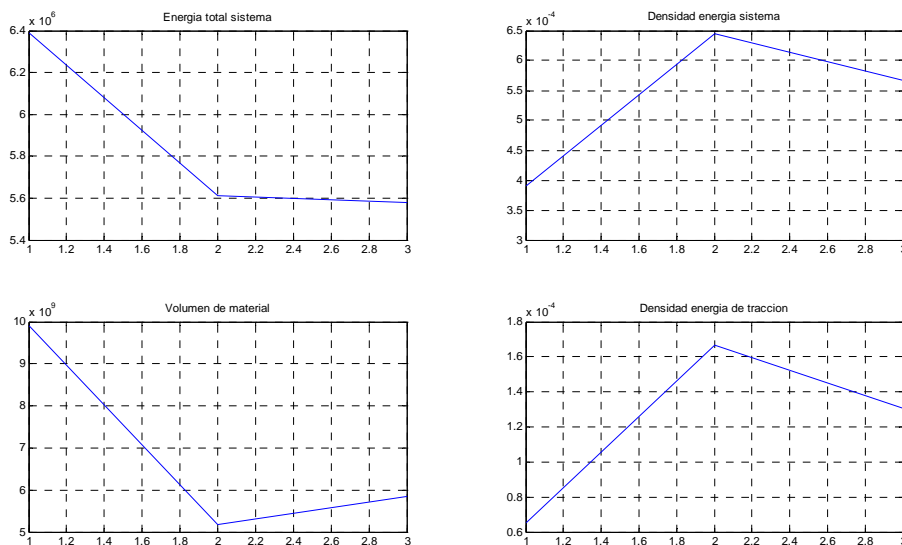 Energia total sistema
x 10^6
6.4
6.2
6
5.8
5.6
5.4
1 1.2 1.4 1.6 1.8 2 2.2 2.4 2.6 2.8 3
Densidad energia sistema
x 10^-4
6.5
6
5.5
5
4.5
4
3.5
3
1 1.2 1.4 1.6 1.8 2 2.2 2.4 2.6 2.8 3
Volumen de material
x 10^9
10
9
8
7
6
5
1 1.2 1.4 1.6 1.8 2 2.2 2.4 2.6 2.8 3
Densidad energia de traccion
x 10^-4
1.8
1.6
1.4
1.2
1
0.8
0.6
1 1.2 1.4 1.6 1.8 2 2.2 2.4 2.6 2.8 3